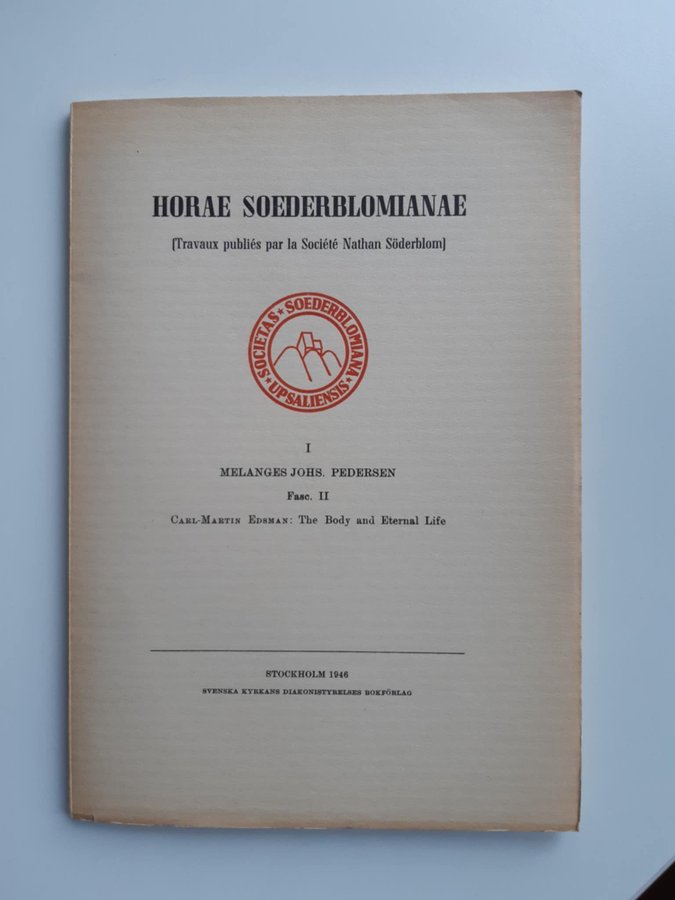 HORAE SOEDERBLOMIANAE
(Travaux publiés par la Société Nathan Söderblom)
SOCIETAS * SOEDERBLOMIANA * UPSALIENSIS *
I
MELANGES JOHS. PEDERSEN
Fasc. II
CARL-MARTIN EDSMAN: The Body and Eternal Life
STOCKHOLM 1946
SVENSKA KYRKANS DIAKONISTYRELSES BOKFÖRLAG